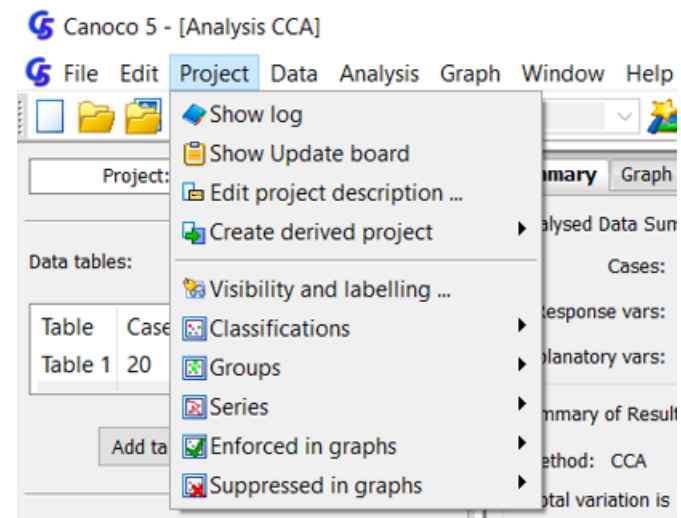 Canoco 5 - [Analysis CCA]
File Edit Project Data Analysis Graph Window Help
Show log
Show Update board
Edit project description ...
Create derived project
Visibility and labelling ...
Classifications
Groups
Series
Enforced in graphs
Suppressed in graphs
Project:
Data tables:
Table Case
Table 1 20
Add ta
mmary Graph
alysed Data Sum
Cases:
Response vars:
planatory vars:
mmary of Result
ethod: CCA
otal variation is